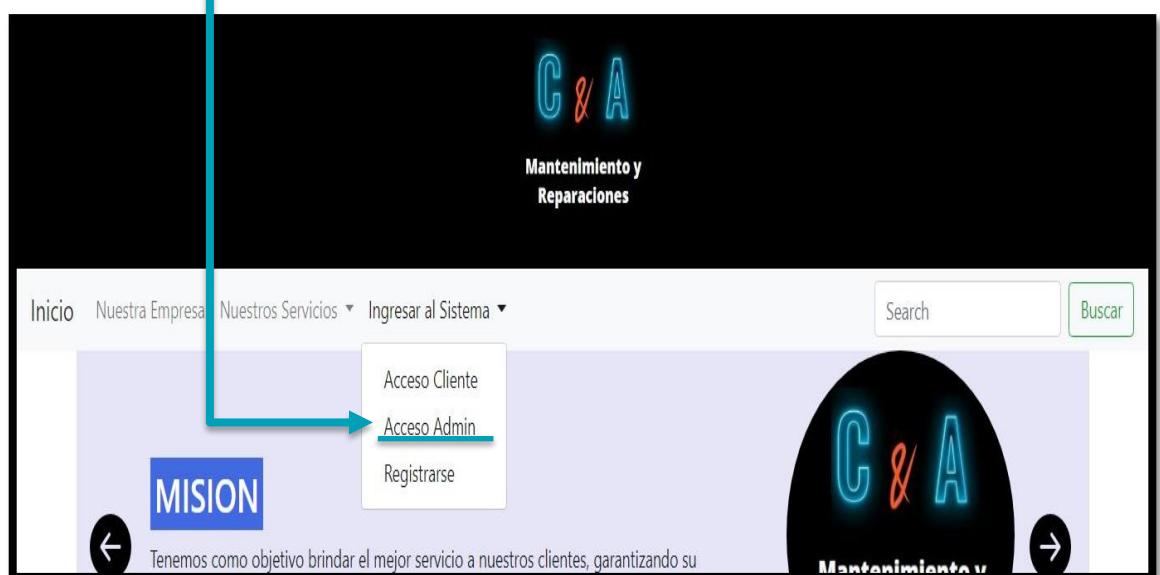 C & A
Mantenimiento y
Reparaciones
Inicio Nuestra Empresa Nuestros Servicios Ingresar al Sistema Search Buscar
Acceso Cliente
Acceso Admin
Registrarse
MISION
Tenemos como objetivo brindar el mejor servicio a nuestros clientes, garantizando su
C & A
Mantenimiento y